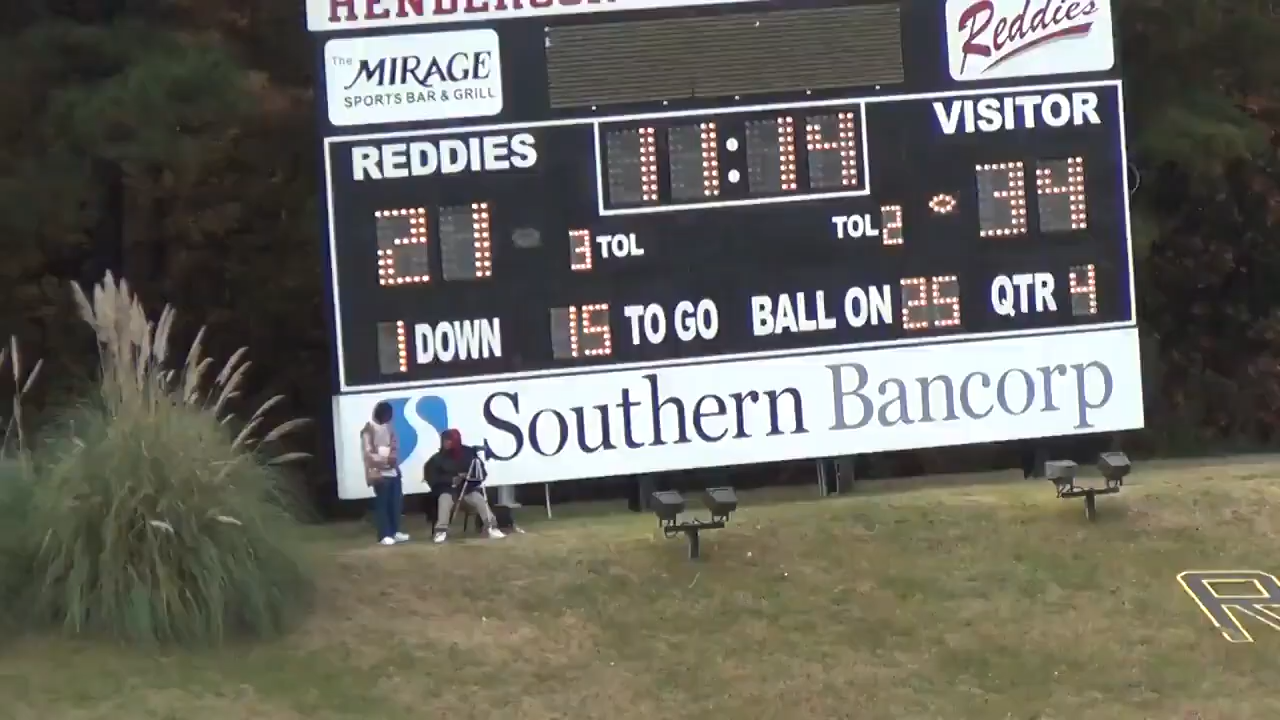 HENDERSON
The MIRAGE
SPORTS BAR & GRILL
Reddies
REDDIES
11:14
VISITOR
21
3 TOL
TOL 2
34
1 DOWN
15 TO GO
BALL ON 25
QTR 4
Southern Bancorp
R